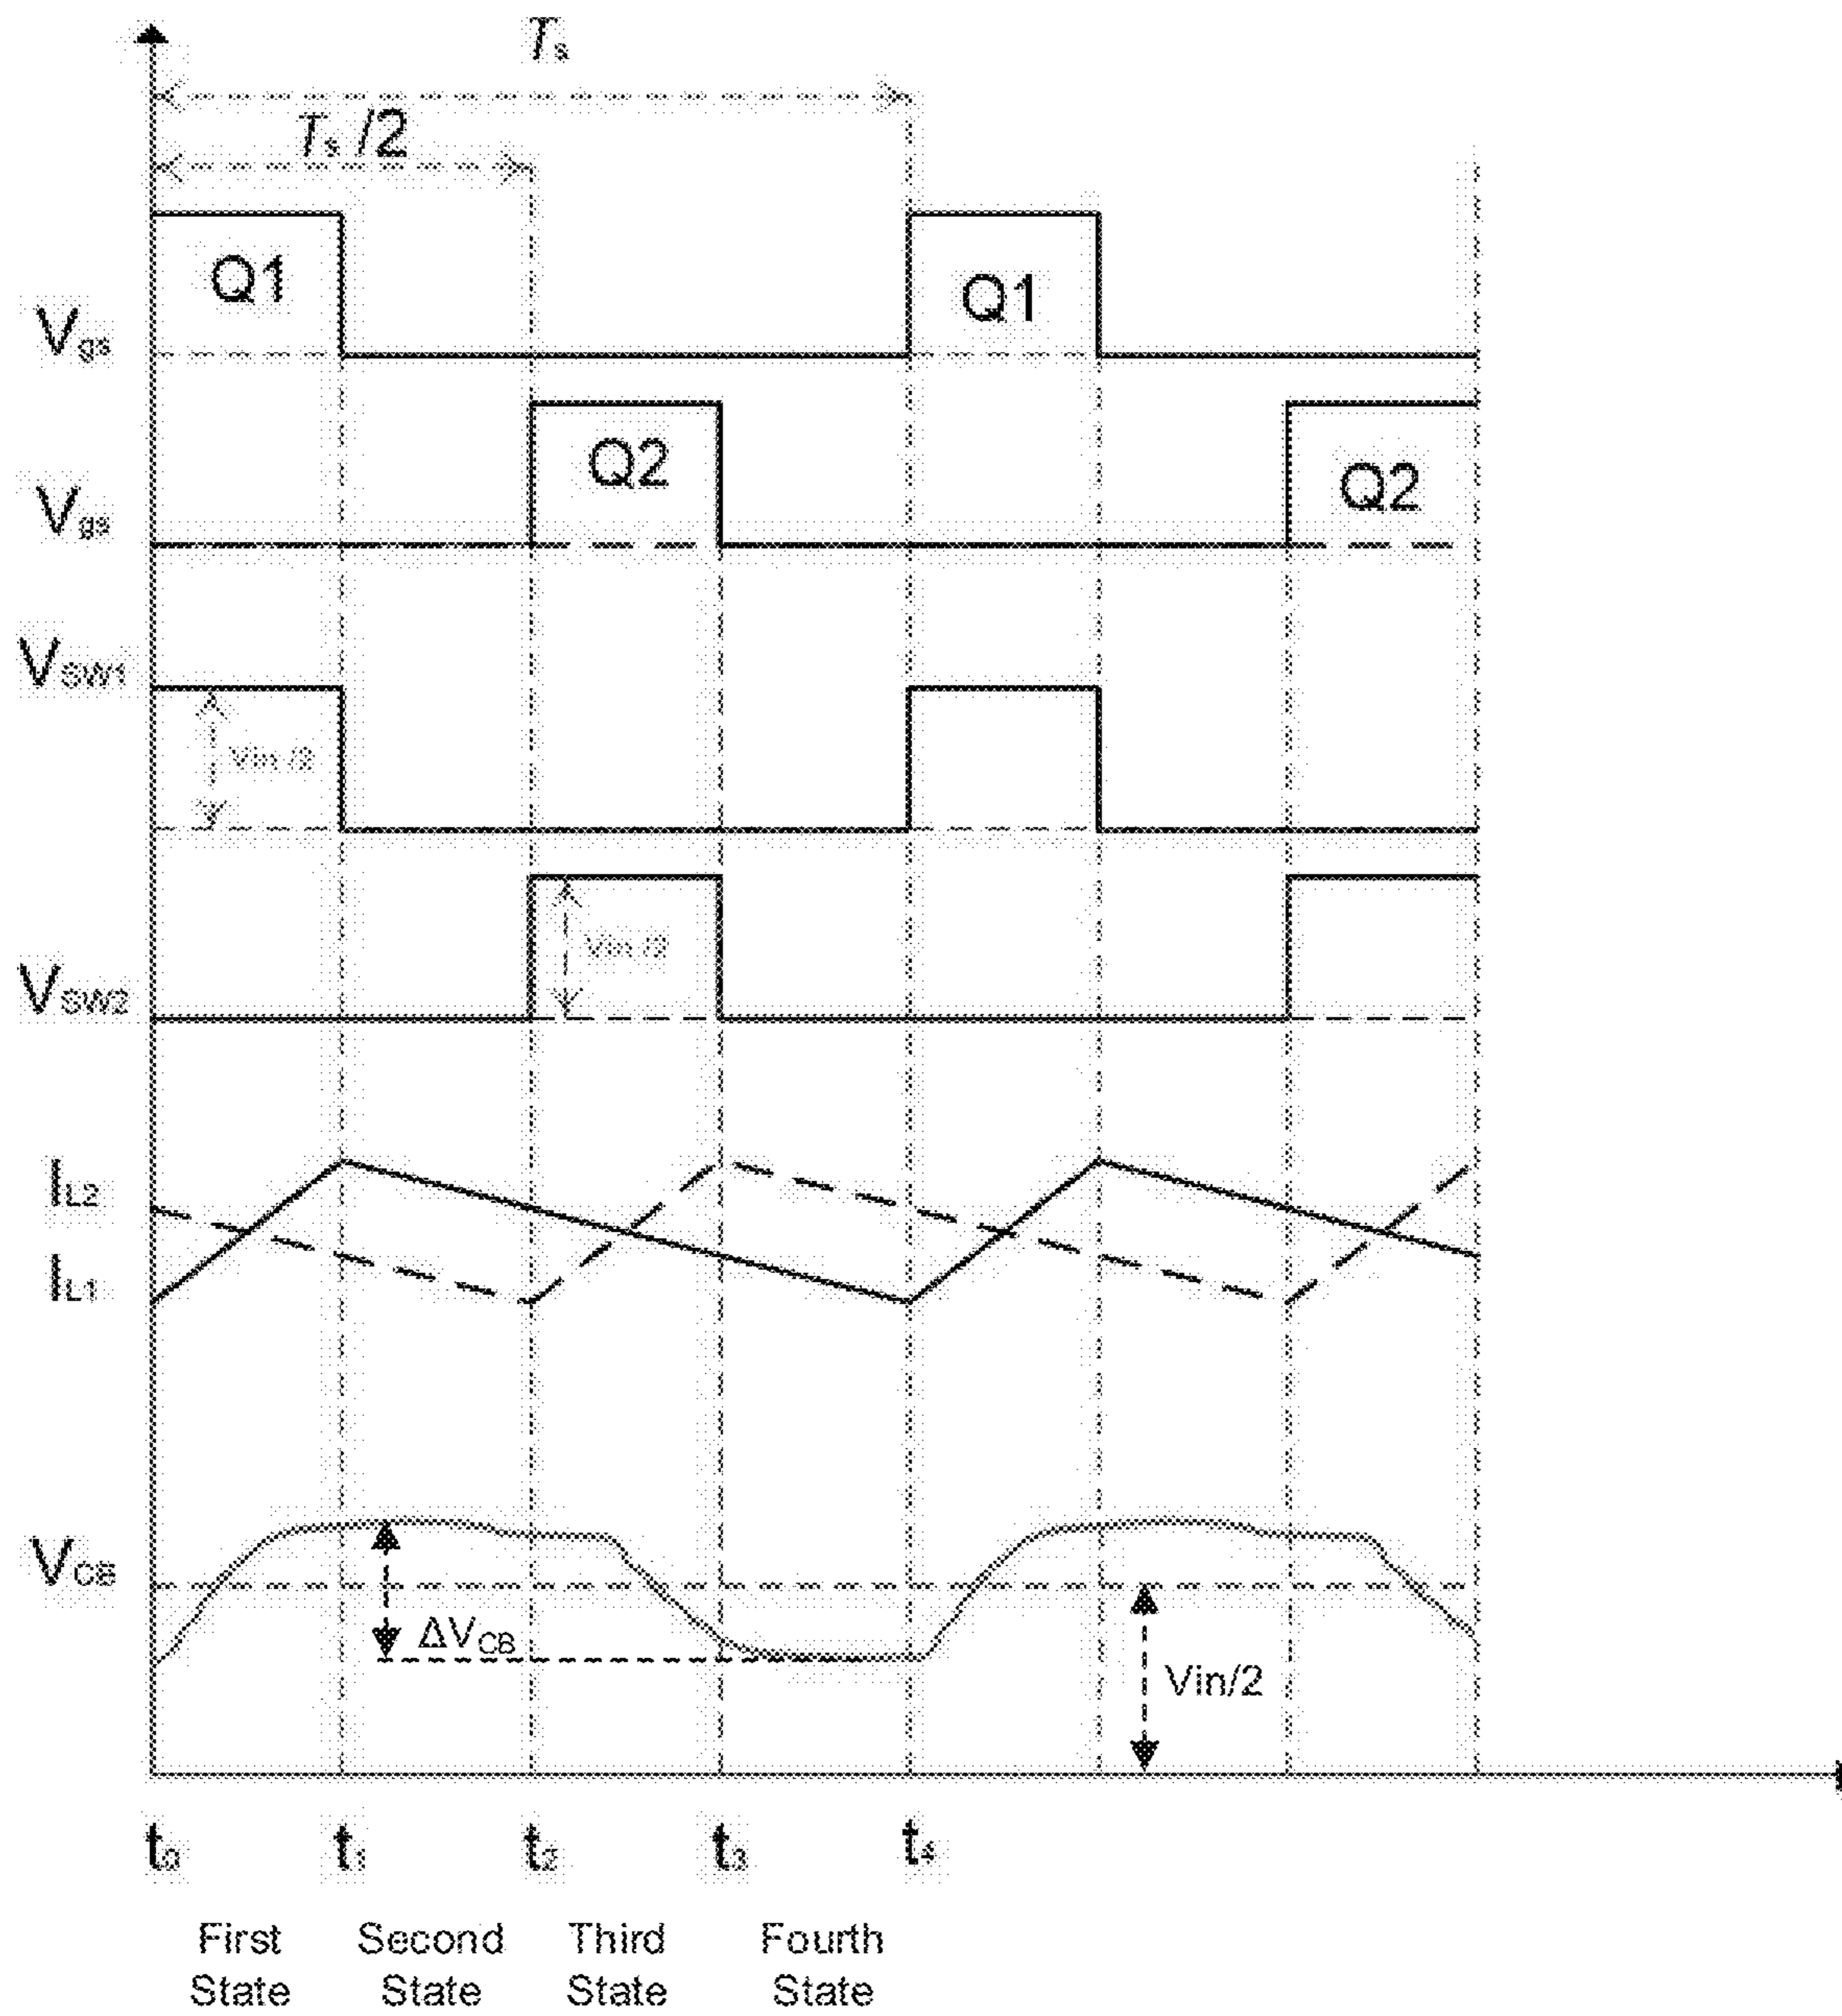 Ts
Ts /2
Q1
Q1
Vgs
Q2
Q2
Vgs
VSW1
Vin /2
Vin /2
VSW2
IL2
IL1
VCB
ΔVCB
Vin/2
t0 t1 t2 t3 t4
First Second Third Fourth
State State State State